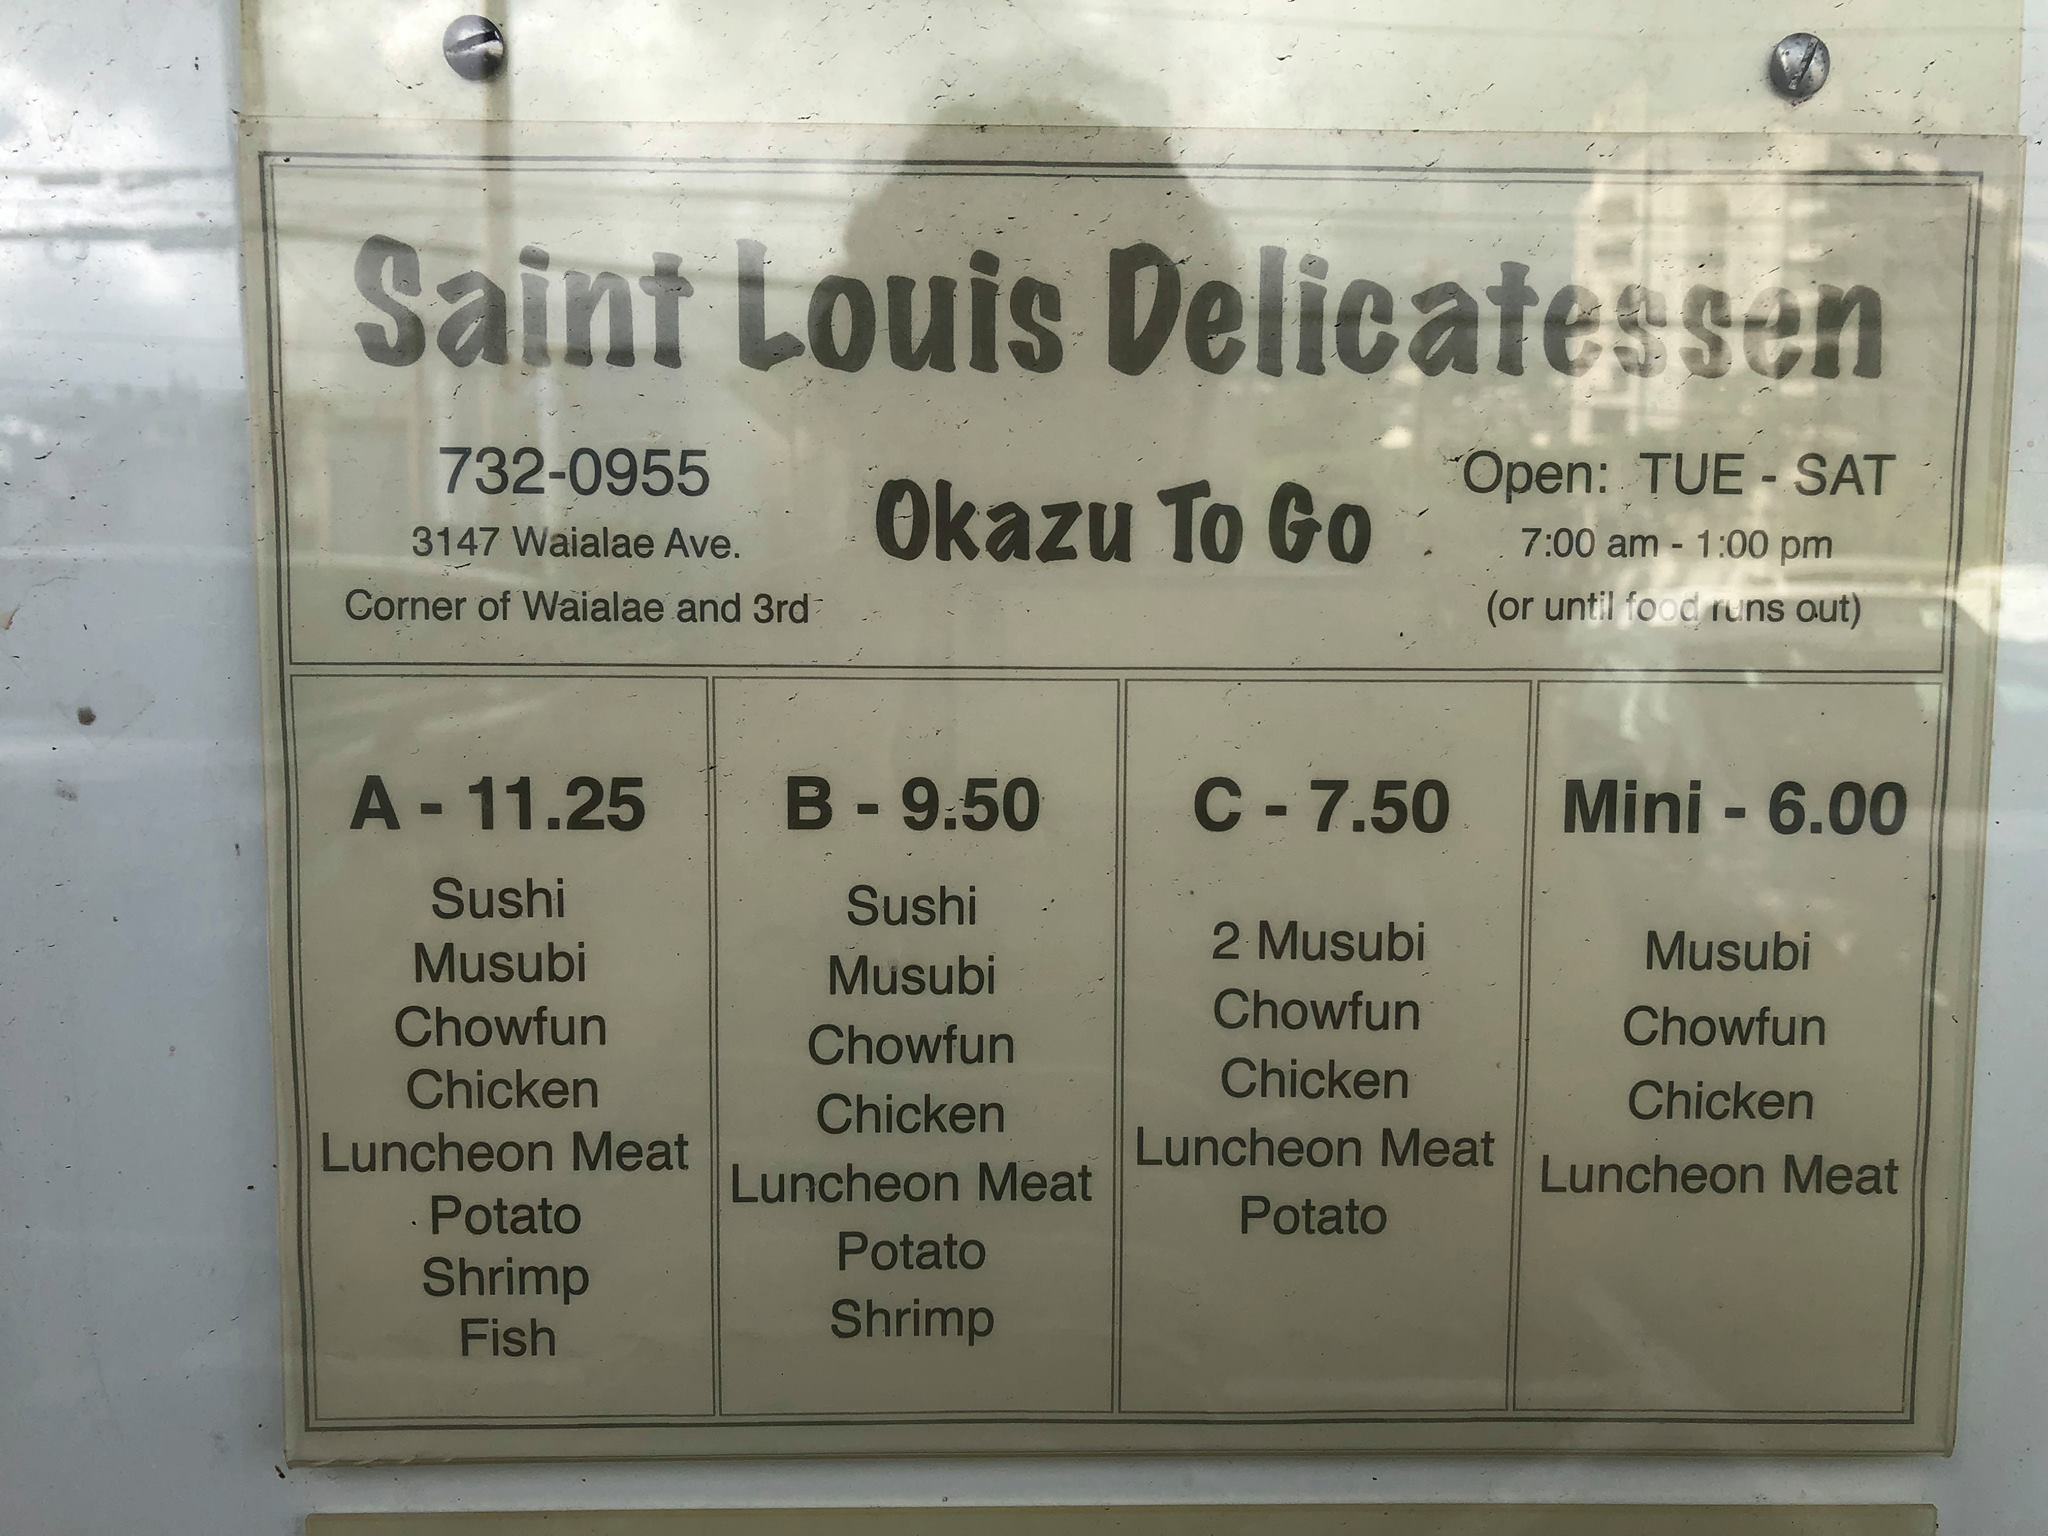 Saint Louis Delicatessen
732-0955
3147 Waialae Ave.
Corner of Waialae and 3rd
Okazu To Go
Open: TUE - SAT
7:00 am - 1:00 pm
(or until food runs out)
A - 11.25
Sushi
Musubi
Chowfun
Chicken
Luncheon Meat
Potato
Shrimp
Fish
B - 9.50
Sushi
Musubi
Chowfun
Chicken
Luncheon Meat
Potato
Shrimp
C - 7.50
2 Musubi
Chowfun
Chicken
Luncheon Meat
Potato
Mini - 6.00
Musubi
Chowfun
Chicken
Luncheon Meat